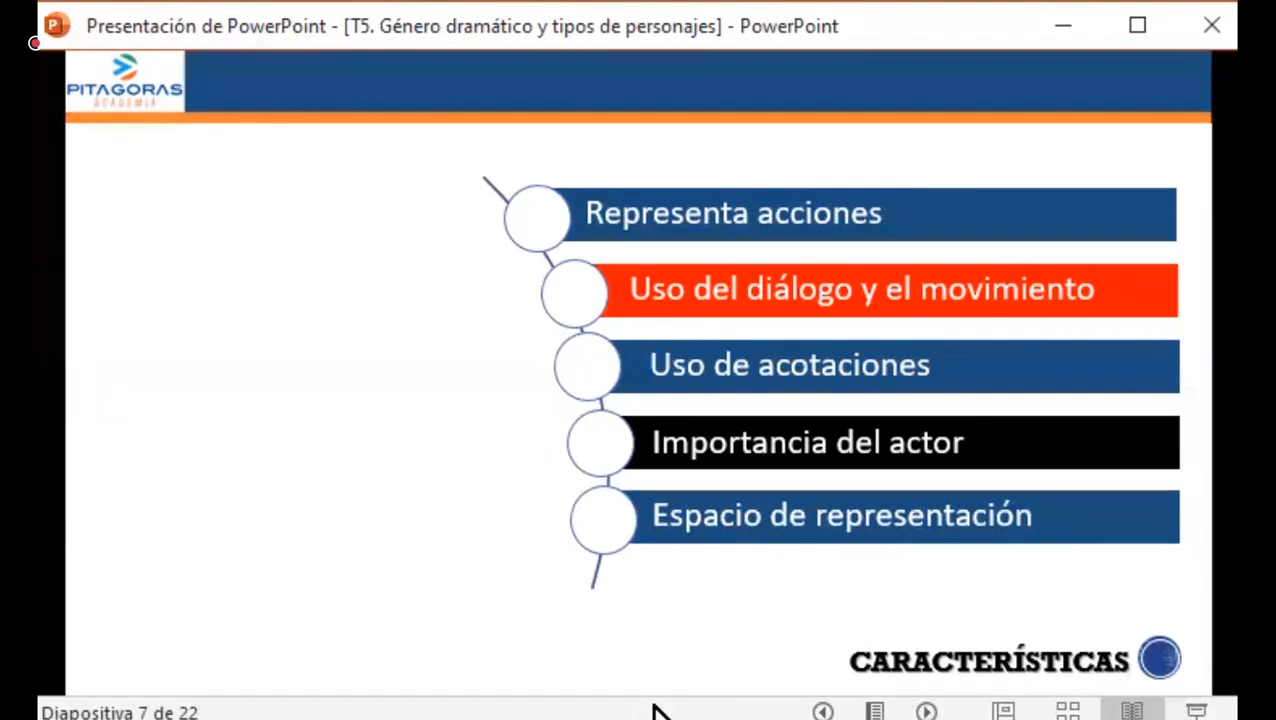 Presentación de PowerPoint - [T5. Género dramático y tipos de personajes] - PowerPoint
PITAGORAS
ACADEMIA
Representa acciones
Uso del diálogo y el movimiento
Uso de acotaciones
Importancia del actor
Espacio de representación
CARACTERÍSTICAS
Diapositiva 7 de 22